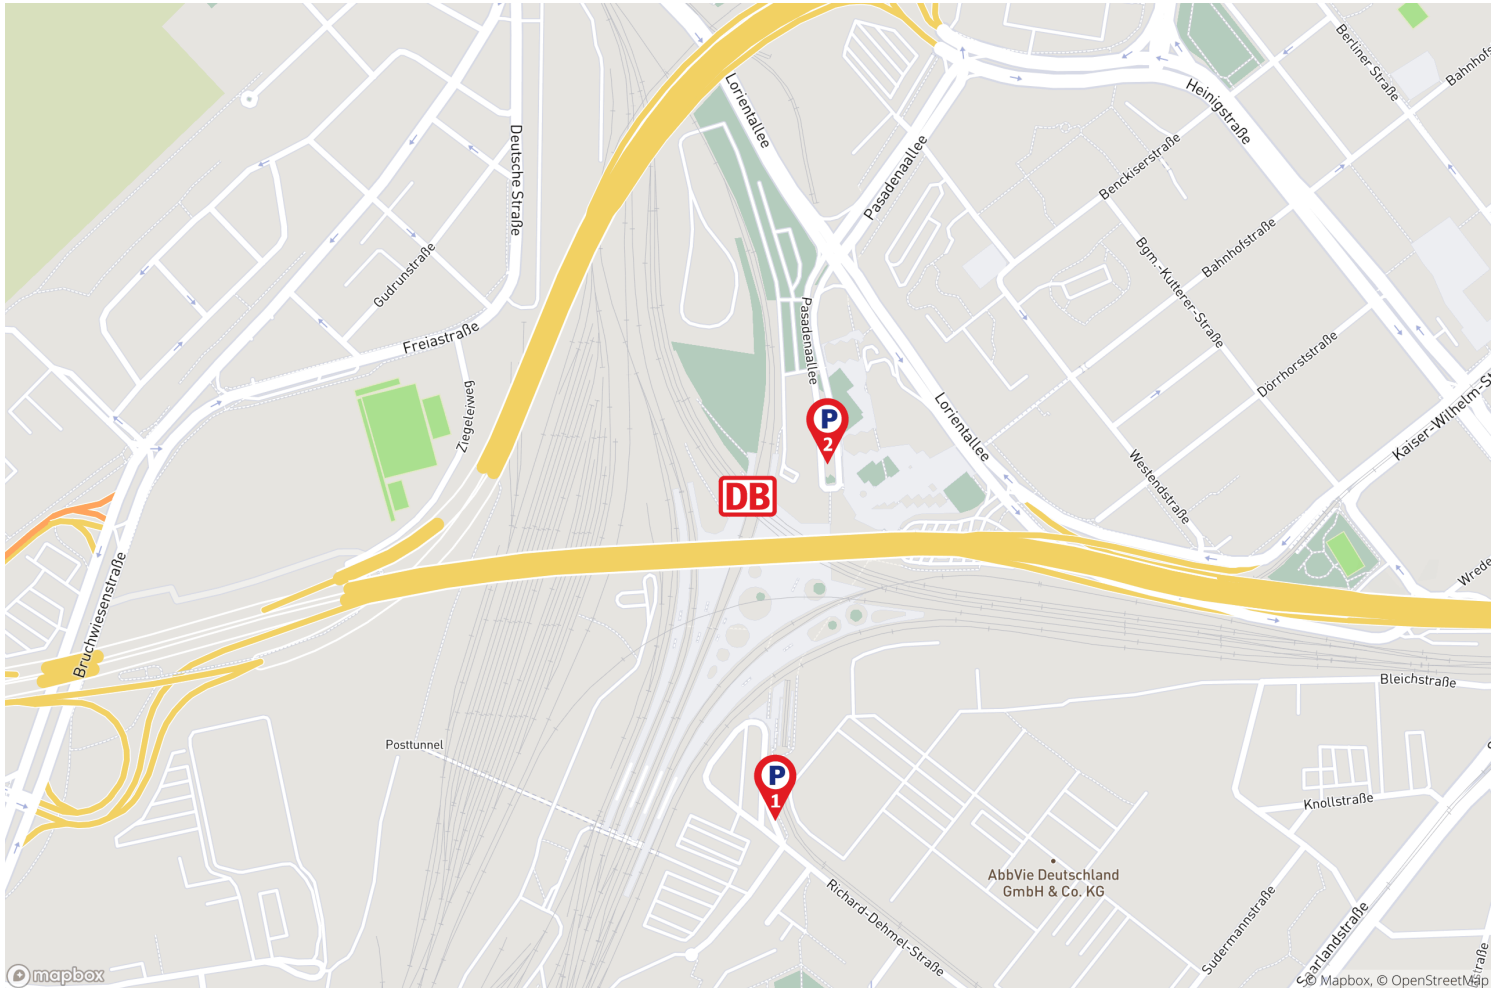 Berliner Straße
Bahnhofs
Lorientallee
Heinigstraße
Deutsche Straße
Pasadenaallee
Benckiserstraße
Gudrunstraße
Bahnhofstraße
Bgm.-Kutterer-Straße
Freiastraße
Pasadenaallee
Dörrhorststraße
Ziegeleiweg
Lorientallee
Kaiser-Wilhelm-St
P
2
Westendstraße
DB
Wrede
Bruchwiesenstraße
Bleichstraße
Posttunnel
P
1
Knollstraße
AbbVie Deutschland
GmbH & Co. KG
Richard-Dehmel-Straße
Sudermannstraße
Saarlandstraße
straße
mapbox
© Mapbox, © OpenStreetMap